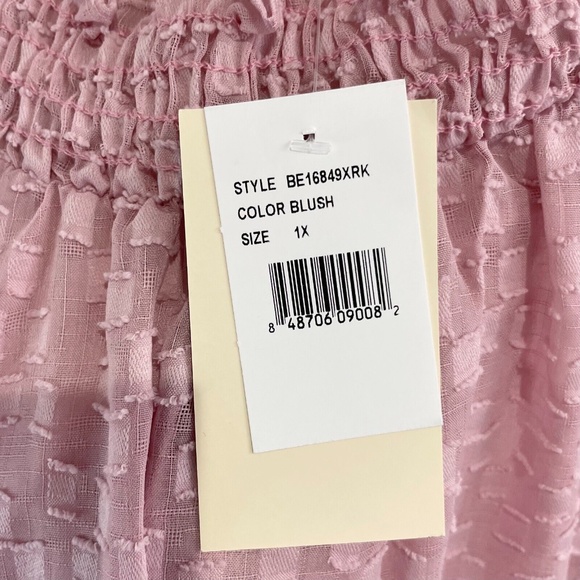 STYLE BE16849XRK
COLOR BLUSH
SIZE 1X
8 48706 09008 2